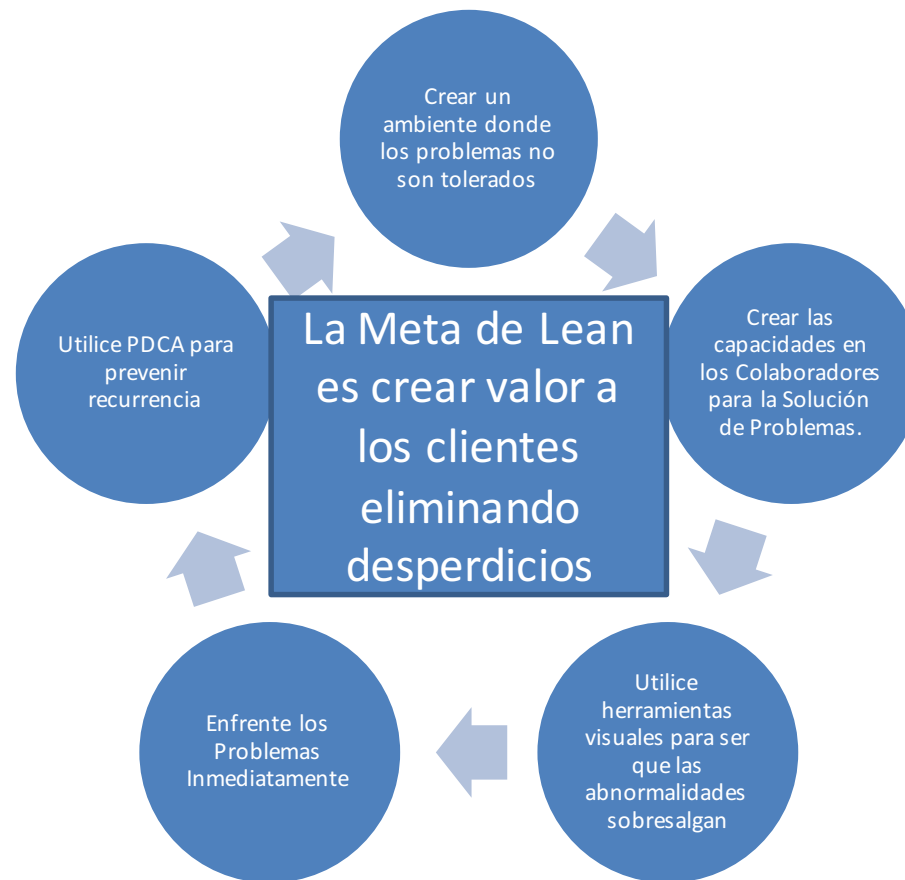 Crear un
ambiente donde
los problemas no
son tolerados
Crear las
capacidades en
los Colaboradores
para la Solución
de Problemas.
Utilice
herramientas
visuales para ser
que las
abnormalidades
sobresalgan
Enfrente los
Problemas
Inmediatamente
Utilice PDCA para
prevenir
recurrencia
La Meta de Lean
es crear valor a
los clientes
eliminando
desperdicios